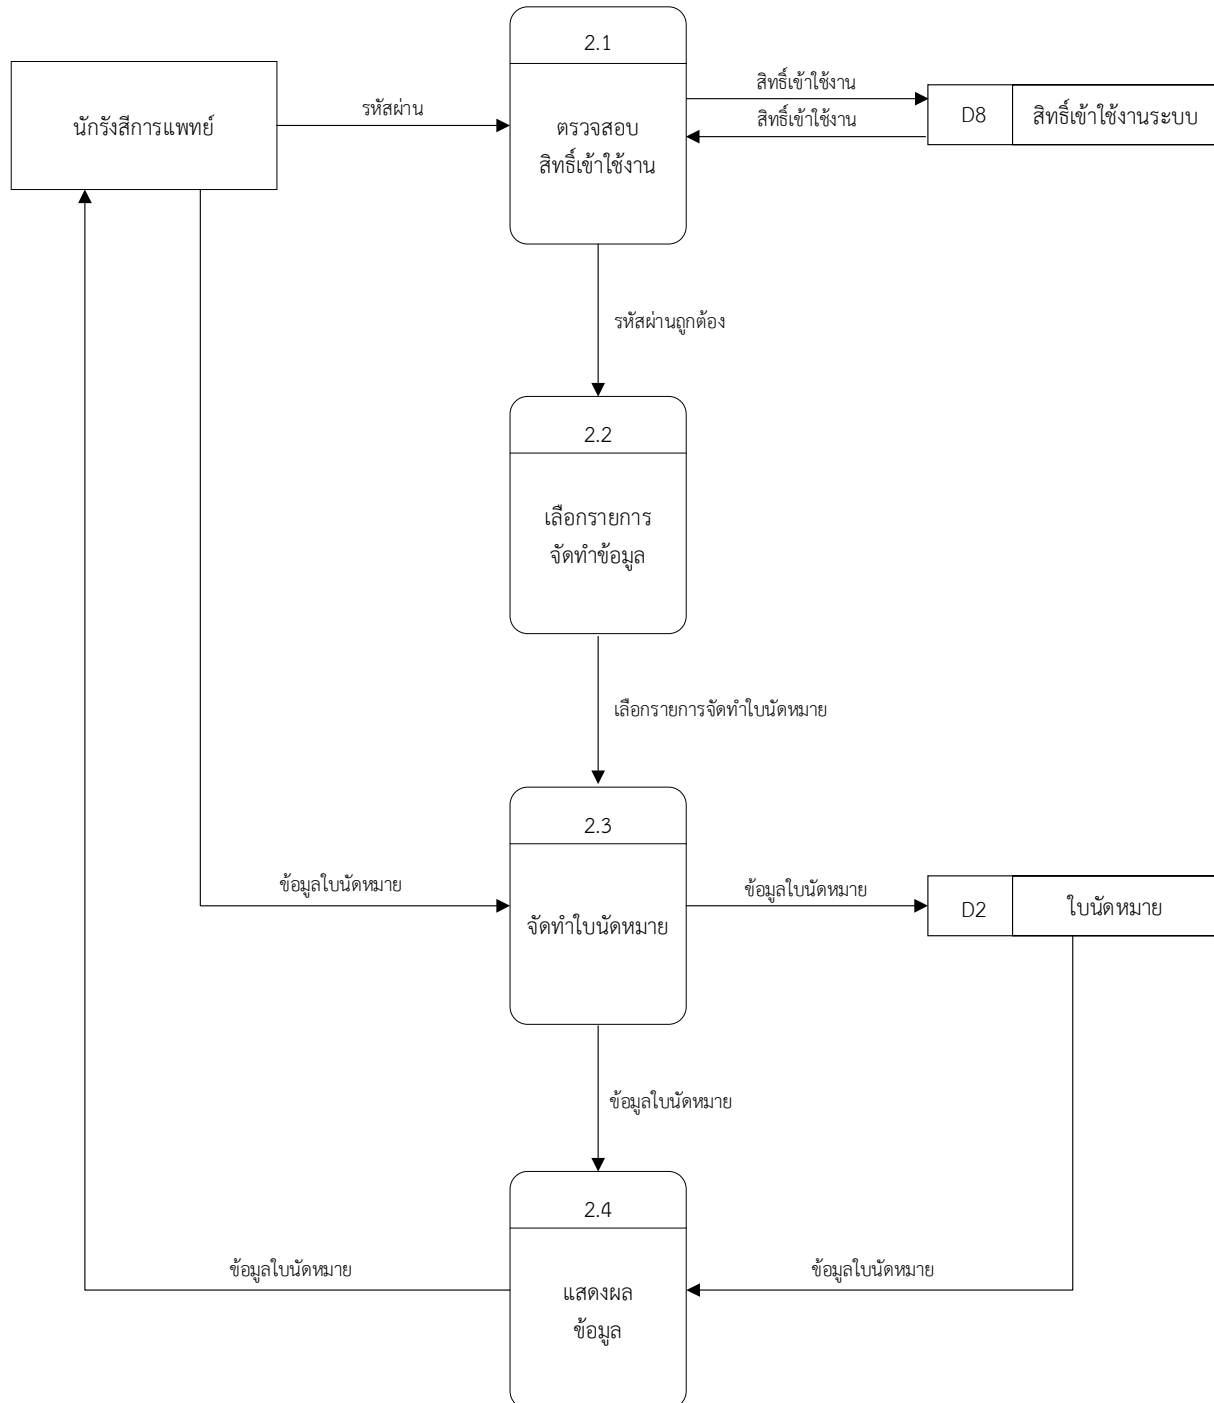 2.1
สิทธิ์เข้าใช้งาน
นักรังสีการแพทย์
รหัสผ่าน
ตรวจสอบ
สิทธิ์เข้าใช้งาน
สิทธิ์เข้าใช้งาน
D8
สิทธิ์เข้าใช้งานระบบ
รหัสผ่านถูกต้อง
2.2
เลือกรายการ
จัดทำข้อมูล
เลือกรายการจัดทำใบนัดหมาย
2.3
ข้อมูลใบนัดหมาย
จัดทำใบนัดหมาย
ข้อมูลใบนัดหมาย
D2
ใบนัดหมาย
ข้อมูลใบนัดหมาย
2.4
ข้อมูลใบนัดหมาย
แสดงผล
ข้อมูล
ข้อมูลใบนัดหมาย